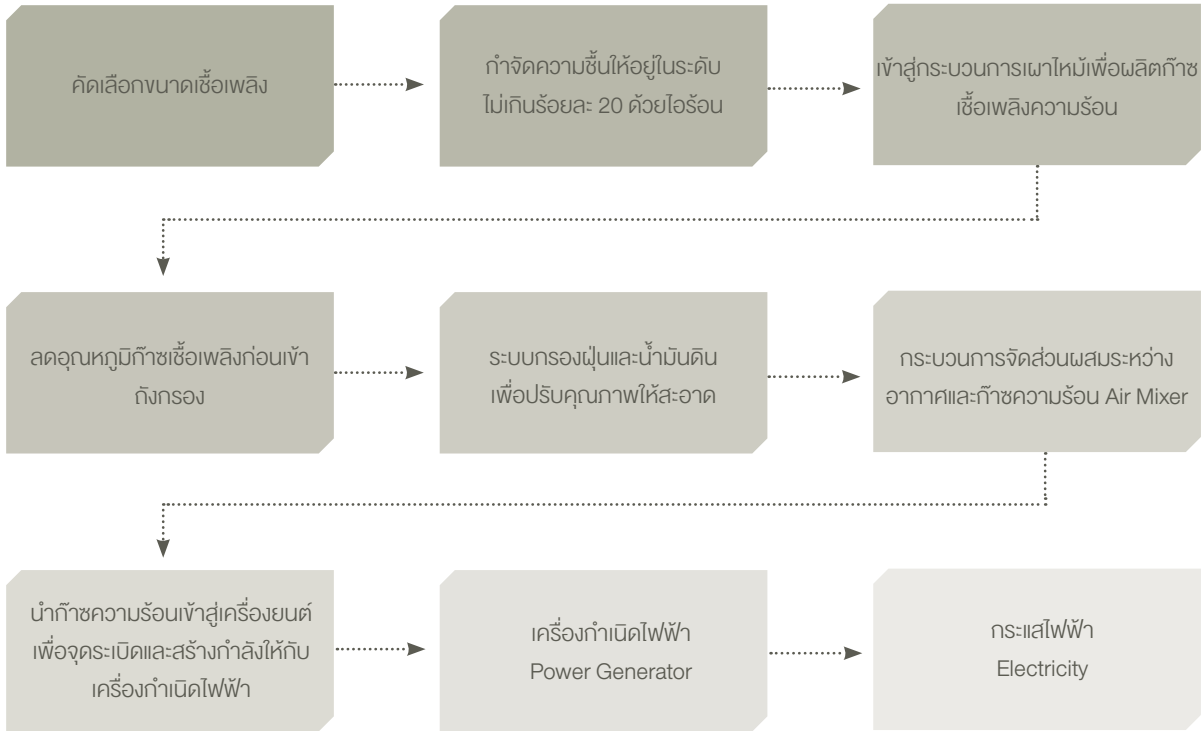 คัดเลือกขนาดเชื้อเพลิง
กำจัดความชื้นให้อยู่ในระดับ
ไม่เกินร้อยละ 20 ด้วยไอร้อน
เข้าสู่กระบวนการเผาไหม้เพื่อผลิตก๊าซ
เชื้อเพลิงความร้อน
ลดอุณหภูมิก๊าซเชื้อเพลิงก่อนเข้า
ถังกรอง
ระบบกรองฝุ่นและน้ำมันดิน
เพื่อปรับคุณภาพให้สะอาด
กระบวนการจัดส่วนผสมระหว่าง
อากาศและก๊าซความร้อน Air Mixer
นำก๊าซความร้อนเข้าสู่เครื่องยนต์
เพื่อจุดระเบิดและสร้างกำลังให้กับ
เครื่องกำเนิดไฟฟ้า
เครื่องกำเนิดไฟฟ้า
Power Generator
กระแสไฟฟ้า
Electricity